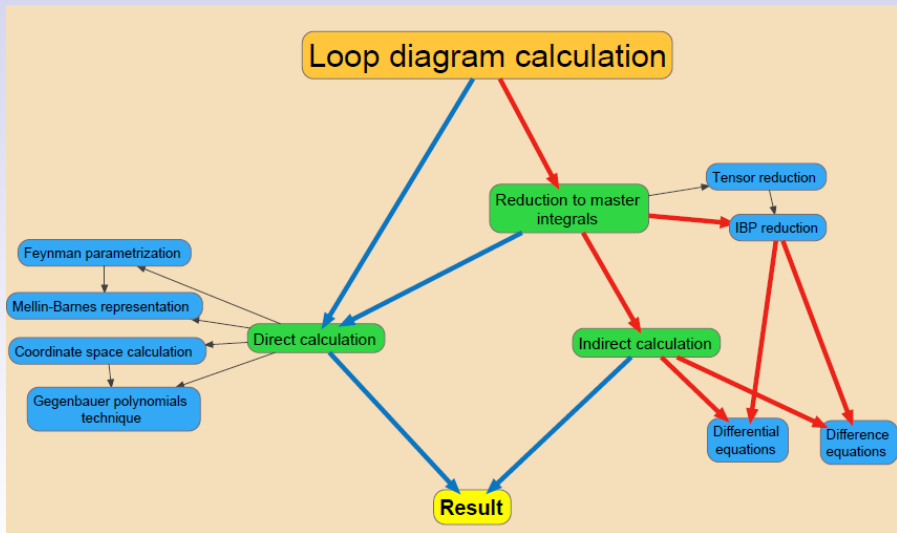 Loop diagram calculation
Tensor reduction
Reduction to master
integrals
IBP reduction
Feynman parametrization
Mellin-Barnes representation
Direct calculation
Indirect calculation
Coordinate space calculation
Gegenbauer polynomials
technique
Differential
equations
Difference
equations
Result